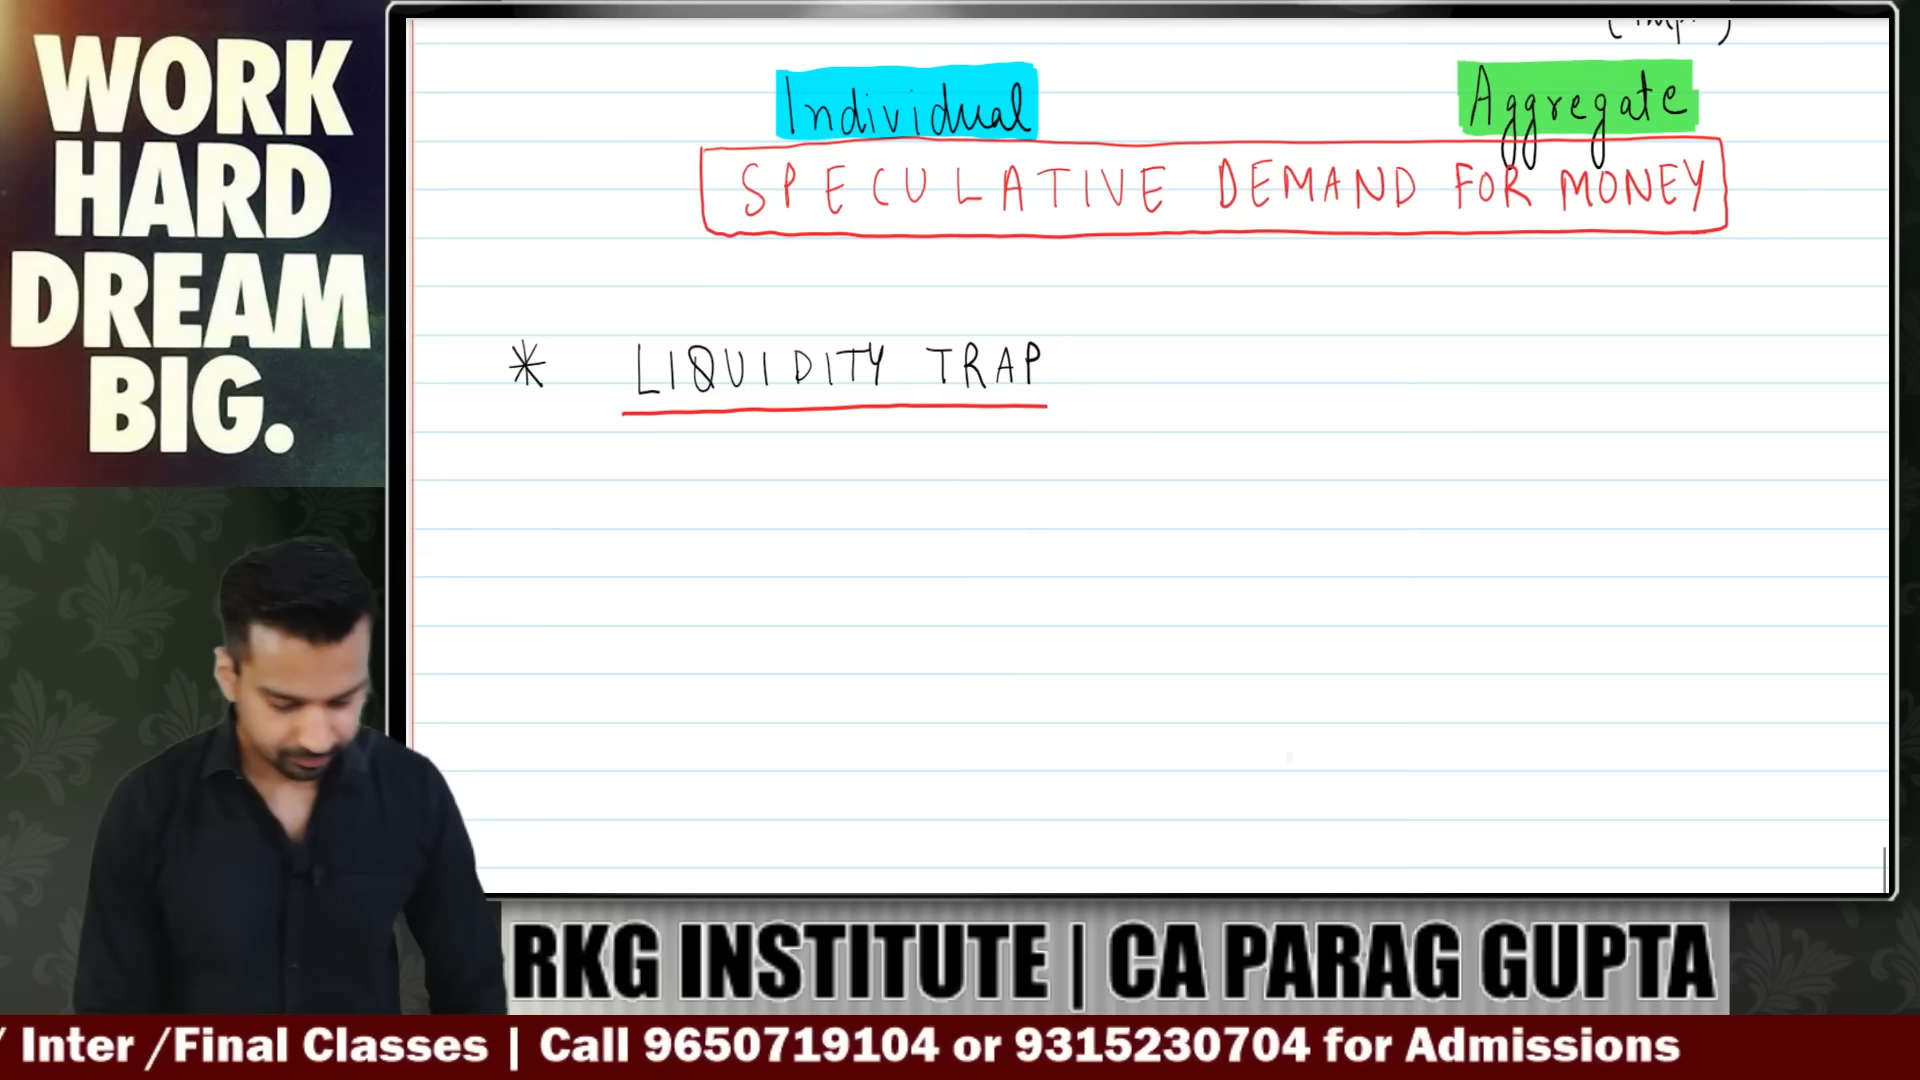 WORK
HARD
DREAM
BIG.
Individual
Aggregate
SPECULATIVE DEMAND FOR MONEY
* LIQUIDITY TRAP
RKG INSTITUTE | CA PARAG GUPTA
/ Inter /Final Classes | Call 9650719104 or 9315230704 for Admissions